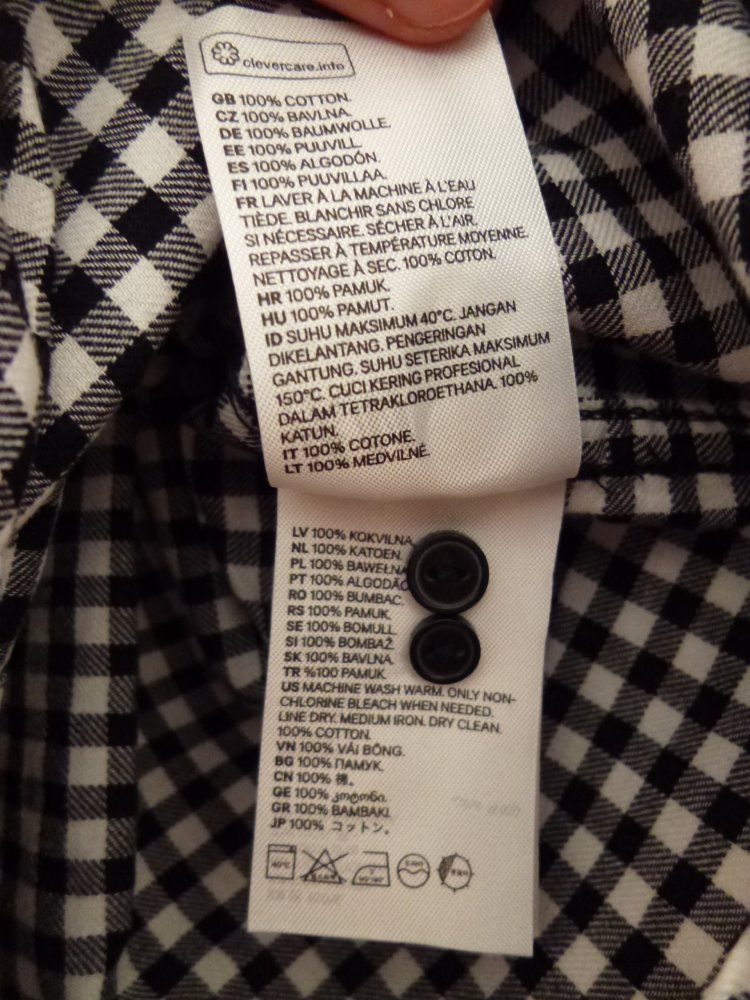 clevercare.info
GB 100% COTTON.
CZ 100% BAVLNA.
DE 100% BAUMWOLLE.
EE 100% PUUVILL.
ES 100% ALGODÓN.
FI 100% PUUVILLAA.
FR LAVER À LA MACHINE À L'EAU
TIÈDE. BLANCHIR SANS CHLORE
SI NÉCESSAIRE. SÉCHER À L'AIR.
REPASSER À TEMPÉRATURE MOYENNE.
NETTOYAGE À SEC. 100% COTON.
HR 100% PAMUK.
HU 100% PAMUT.
ID SUHU MAKSIMUM 40°C. JANGAN
DIKELANTANG. PENGERINGAN
GANTUNG. SUHU SETERIKA MAKSIMUM
150°C. CUCI KERING PROFESIONAL
DALAM TETRAKLOROETHANA. 100%
KATUN.
IT 100% COTONE.
LT 100% MEDVILNĖ.
LV 100% KOKVILNA.
NL 100% KATOEN.
PL 100% BAWEŁNA
PT 100% ALGODÃO
RO 100% BUMBAC.
RS 100% PAMUK.
SE 100% BOMULL.
SI 100% BOMBAŽ.
SK 100% BAVLNA.
TR %100 PAMUK.
US MACHINE WASH WARM. ONLY NON-
CHLORINE BLEACH WHEN NEEDED.
LINE DRY. MEDIUM IRON. DRY CLEAN.
100% COTTON.
VN 100% VẢI BÔNG.
BG 100% ПАМУК.
CN 100% 棉。
GE 100% კოტონი.
GR 100% BAMBAKI.
JP 100% コットン。
40°C